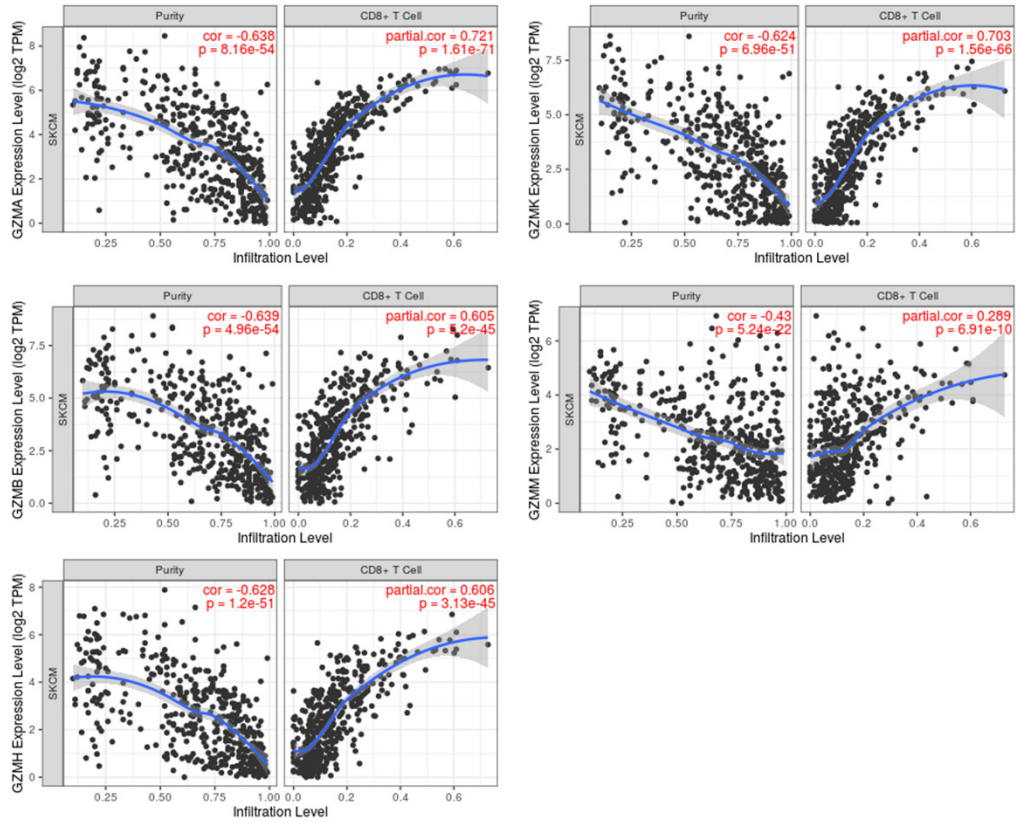 Purity
CD8+ T Cell
cor = -0.638
p = 8.16e-54
partial.cor = 0.721
p = 1.61e-71
GZMA Expression Level (log2 TPM)
SKCM
8
6
4
2
0
0.25
0.50
0.75
1.00
0.0
0.2
0.4
0.6
Infiltration Level
Purity
CD8+ T Cell
cor = -0.624
p = 6.96e-51
partial.cor = 0.703
p = 1.56e-66
GZMK Expression Level (log2 TPM)
SKCM
7.5
5.0
2.5
0.0
0.25
0.50
0.75
1.00
0.0
0.2
0.4
0.6
Infiltration Level
Purity
CD8+ T Cell
cor = -0.639
p = 4.96e-54
partial.cor = 0.605
p = 5.2e-45
GZMB Expression Level (log2 TPM)
SKCM
7.5
5.0
2.5
0.0
0.25
0.50
0.75
1.00
0.0
0.2
0.4
0.6
Infiltration Level
Purity
CD8+ T Cell
cor = -0.43
p = 5.24e-22
partial.cor = 0.289
p = 6.91e-10
GZMM Expression Level (log2 TPM)
SKCM
6
4
2
0
0.25
0.50
0.75
1.00
0.0
0.2
0.4
0.6
Infiltration Level
Purity
CD8+ T Cell
cor = -0.628
p = 1.2e-51
partial.cor = 0.606
p = 3.13e-45
GZMH Expression Level (log2 TPM)
SKCM
8
6
4
2
0
0.25
0.50
0.75
1.00
0.0
0.2
0.4
0.6
Infiltration Level